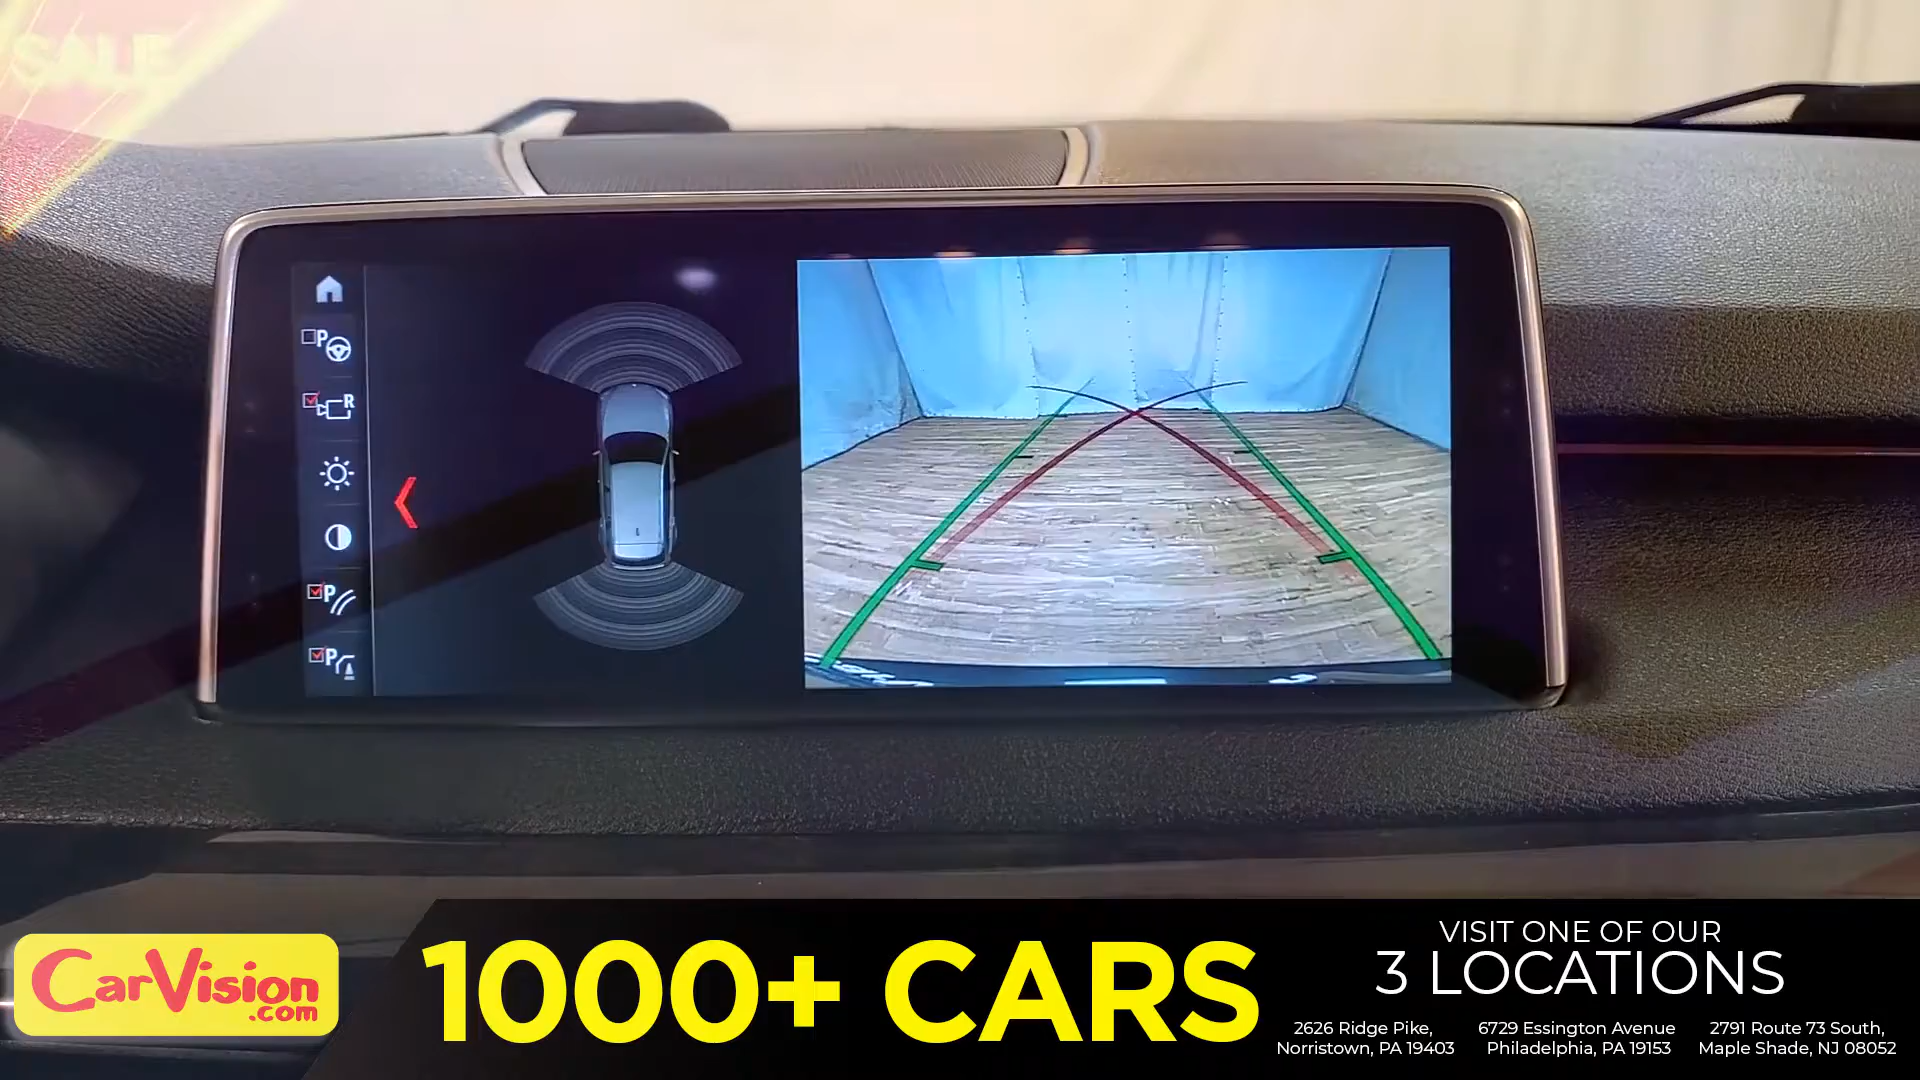 SALE
P
R
P
P
CarVision
.com
1000+ CARS
VISIT ONE OF OUR
3 LOCATIONS
2626 Ridge Pike,
Norristown, PA 19403
6729 Essington Avenue
Philadelphia, PA 19153
2791 Route 73 South,
Maple Shade, NJ 08052